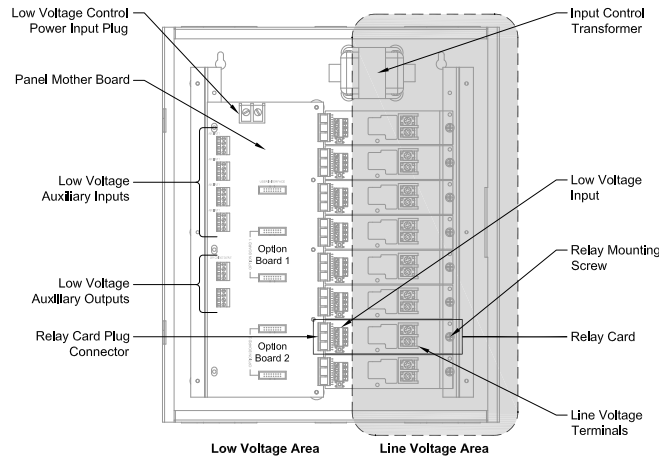 Low Voltage Control
Power Input Plug
Input Control
Transformer
Panel Mother Board
Low Voltage
Auxiliary Inputs
Low Voltage
Input
Option
Board 1
Relay Mounting
Screw
Low Voltage
Auxiliary Outputs
Relay Card Plug
Connector
Option
Board 2
Relay Card
Line Voltage
Terminals
Low Voltage Area
Line Voltage Area